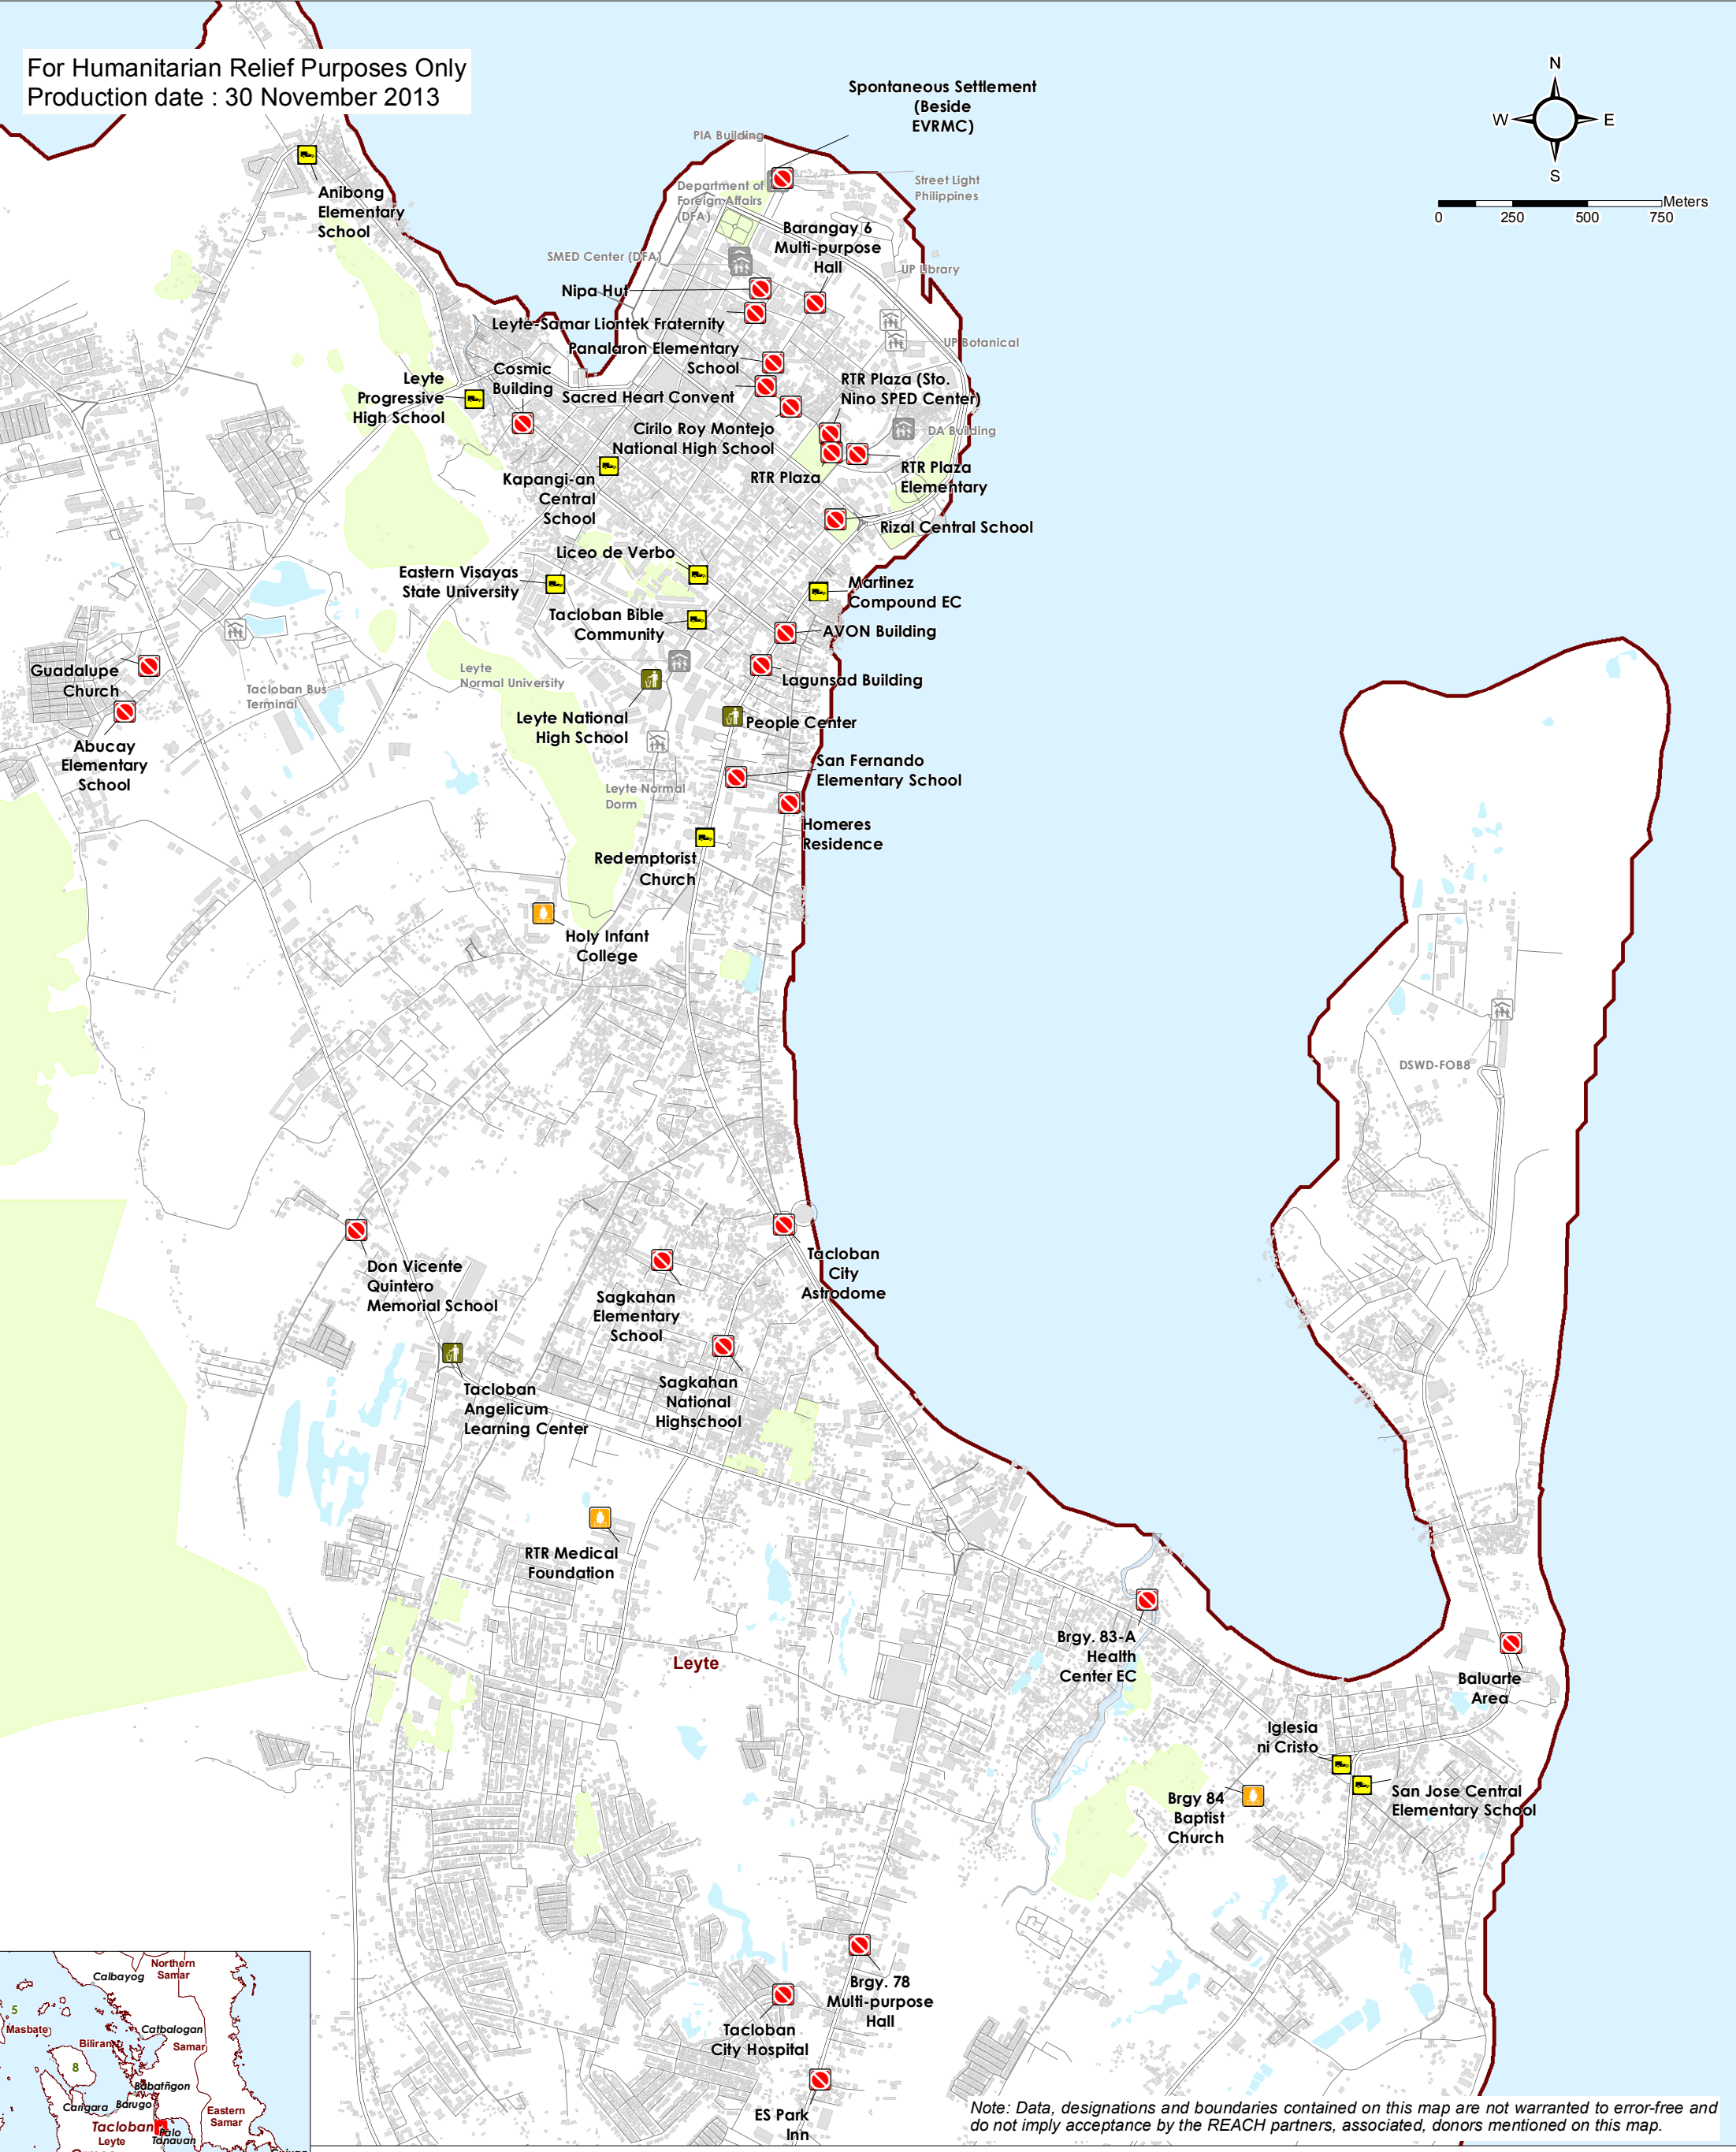 For Humanitarian Relief Purposes Only
Production date : 30 November 2013
N
W
E
S
Meters
0
250
500
750
Spontaneous Settlement
(Beside
EVRMC)
PIA Building
Street Light
Philippines
Department of
Foreign Affairs
(DFA)
Anibong
Elementary
School
Barangay 6
Multi-purpose
Hall
SMED Center (DFA)
UP Library
Nipa Hut
Leyte-Samar Liontek Fraternity
UP Botanical
Panalaron Elementary
School
Cosmic
Building
Leyte
Progressive
High School
Sacred Heart Convent
RTR Plaza (Sto.
Nino SPED Center)
Cirilo Roy Montejo
National High School
DA Building
RTR Plaza
RTR Plaza
Elementary
Kapangi-an
Central
School
Rizal Central School
Liceo de Verbo
Eastern Visayas
State University
Martinez
Compound EC
Tacloban Bible
Community
AVON Building
Guadalupe
Church
Leyte
Normal University
Lagunsad Building
Tacloban Bus
Terminal
Leyte National
High School
People Center
Abucay
Elementary
School
San Fernando
Elementary School
Leyte Normal
Dorm
Homeres
Residence
Redemptorist
Church
Holy Infant
College
DSWD-FOB8
Don Vicente
Quintero
Memorial School
Tacloban
City
Astrodome
Sagkahan
Elementary
School
Sagkahan
National
Highschool
Tacloban
Angelicum
Learning Center
RTR Medical
Foundation
Leyte
Brgy. 83-A
Health
Center EC
Baluarte
Area
Iglesia
ni Cristo
Brgy 84
Baptist
Church
San Jose Central
Elementary School
Brgy. 78
Multi-purpose
Hall
Tacloban
City Hospital
ES Park
Inn
Northern
Samar
Calbayog
5
Masbate
Catbalogan
Biliran
Samar
8
Babatñgon
Carigara
Barugo
Eastern
Samar
Tacloban
Palo
Leyte
Tanauan
Note: Data, designations and boundaries contained on this map are not warranted to error-free and
do not imply acceptance by the REACH partners, associated, donors mentioned on this map.